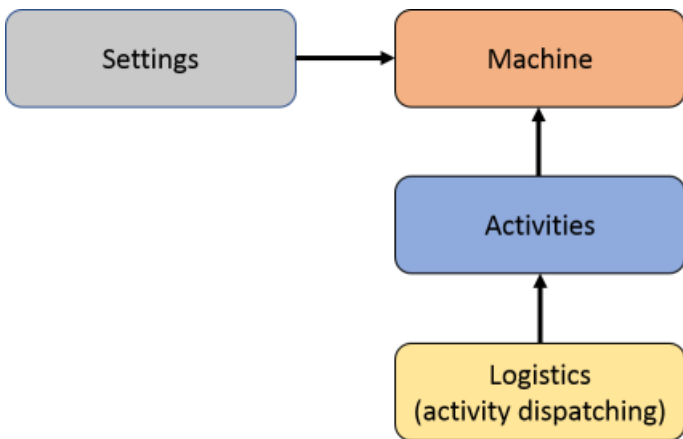 Settings
Machine
Activities
Logistics
(activity dispatching)